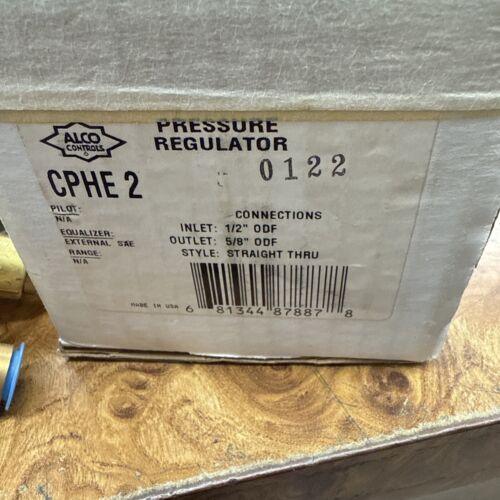 ALCO
CONTROLS
PRESSURE
REGULATOR
0122
CPHE 2
PILOT:
N/A
EQUALIZER:
EXTERNAL SAE
RANGE:
N/A
CONNECTIONS
INLET: 1/2" ODF
OUTLET: 5/8" ODF
STYLE: STRAIGHT THRU
MADE IN USA
6 81344 87887 8